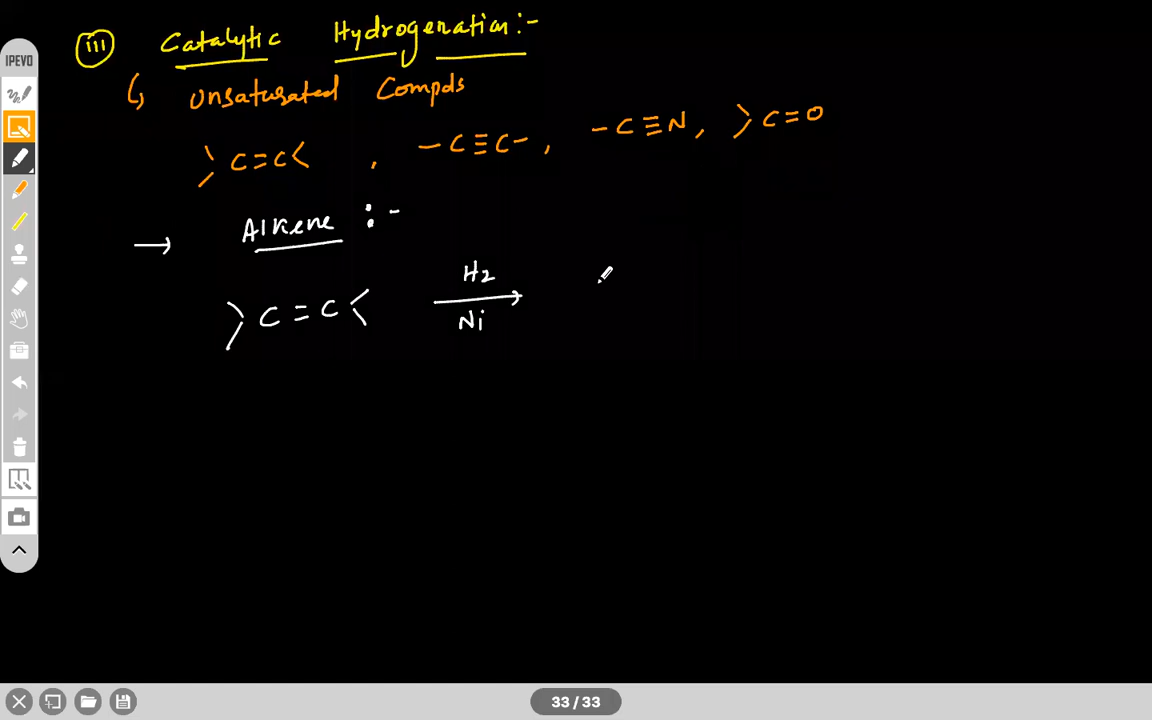 iii Catalytic Hydrogenation:-
IPEVO
↳ Unsaturated Compds
>C=C< , -C≡C-, -C≡N, >C=O
→ Alkene :-
H2
>C=C< →
Ni
33/33